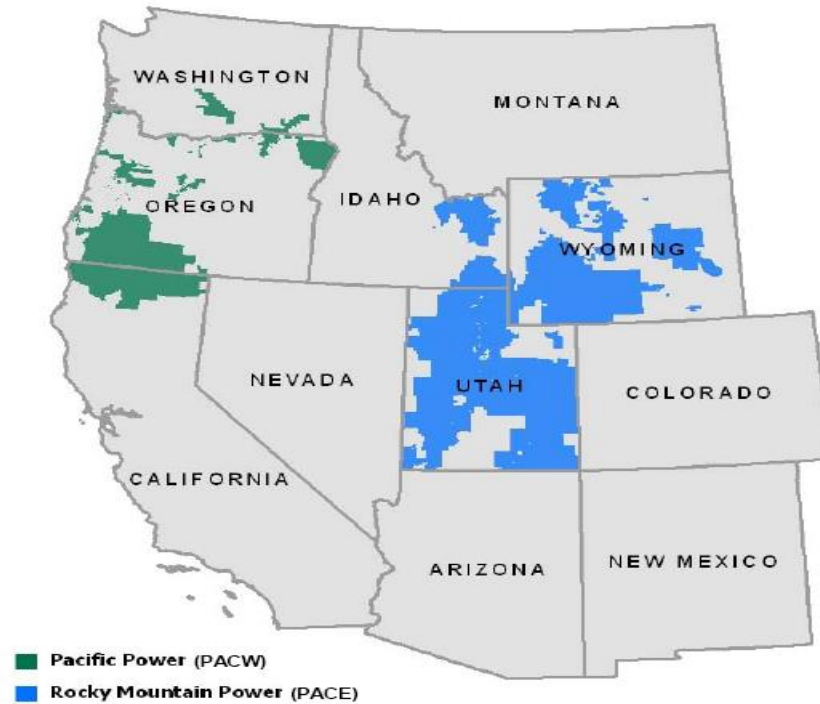 WASHINGTON
MONTANA
OREGON
IDAHO
WYOMING
NEVADA
UTAH
COLORADO
CALIFORNIA
ARIZONA
NEW MEXICO
Pacific Power (PACW)
Rocky Mountain Power (PACE)